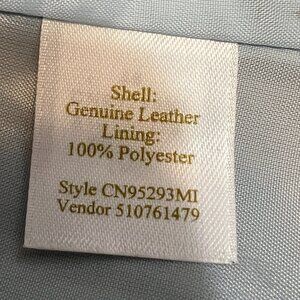 Shell:
Genuine Leather
Lining:
100% Polyester
Style CN95293MI
Vendor 510761479